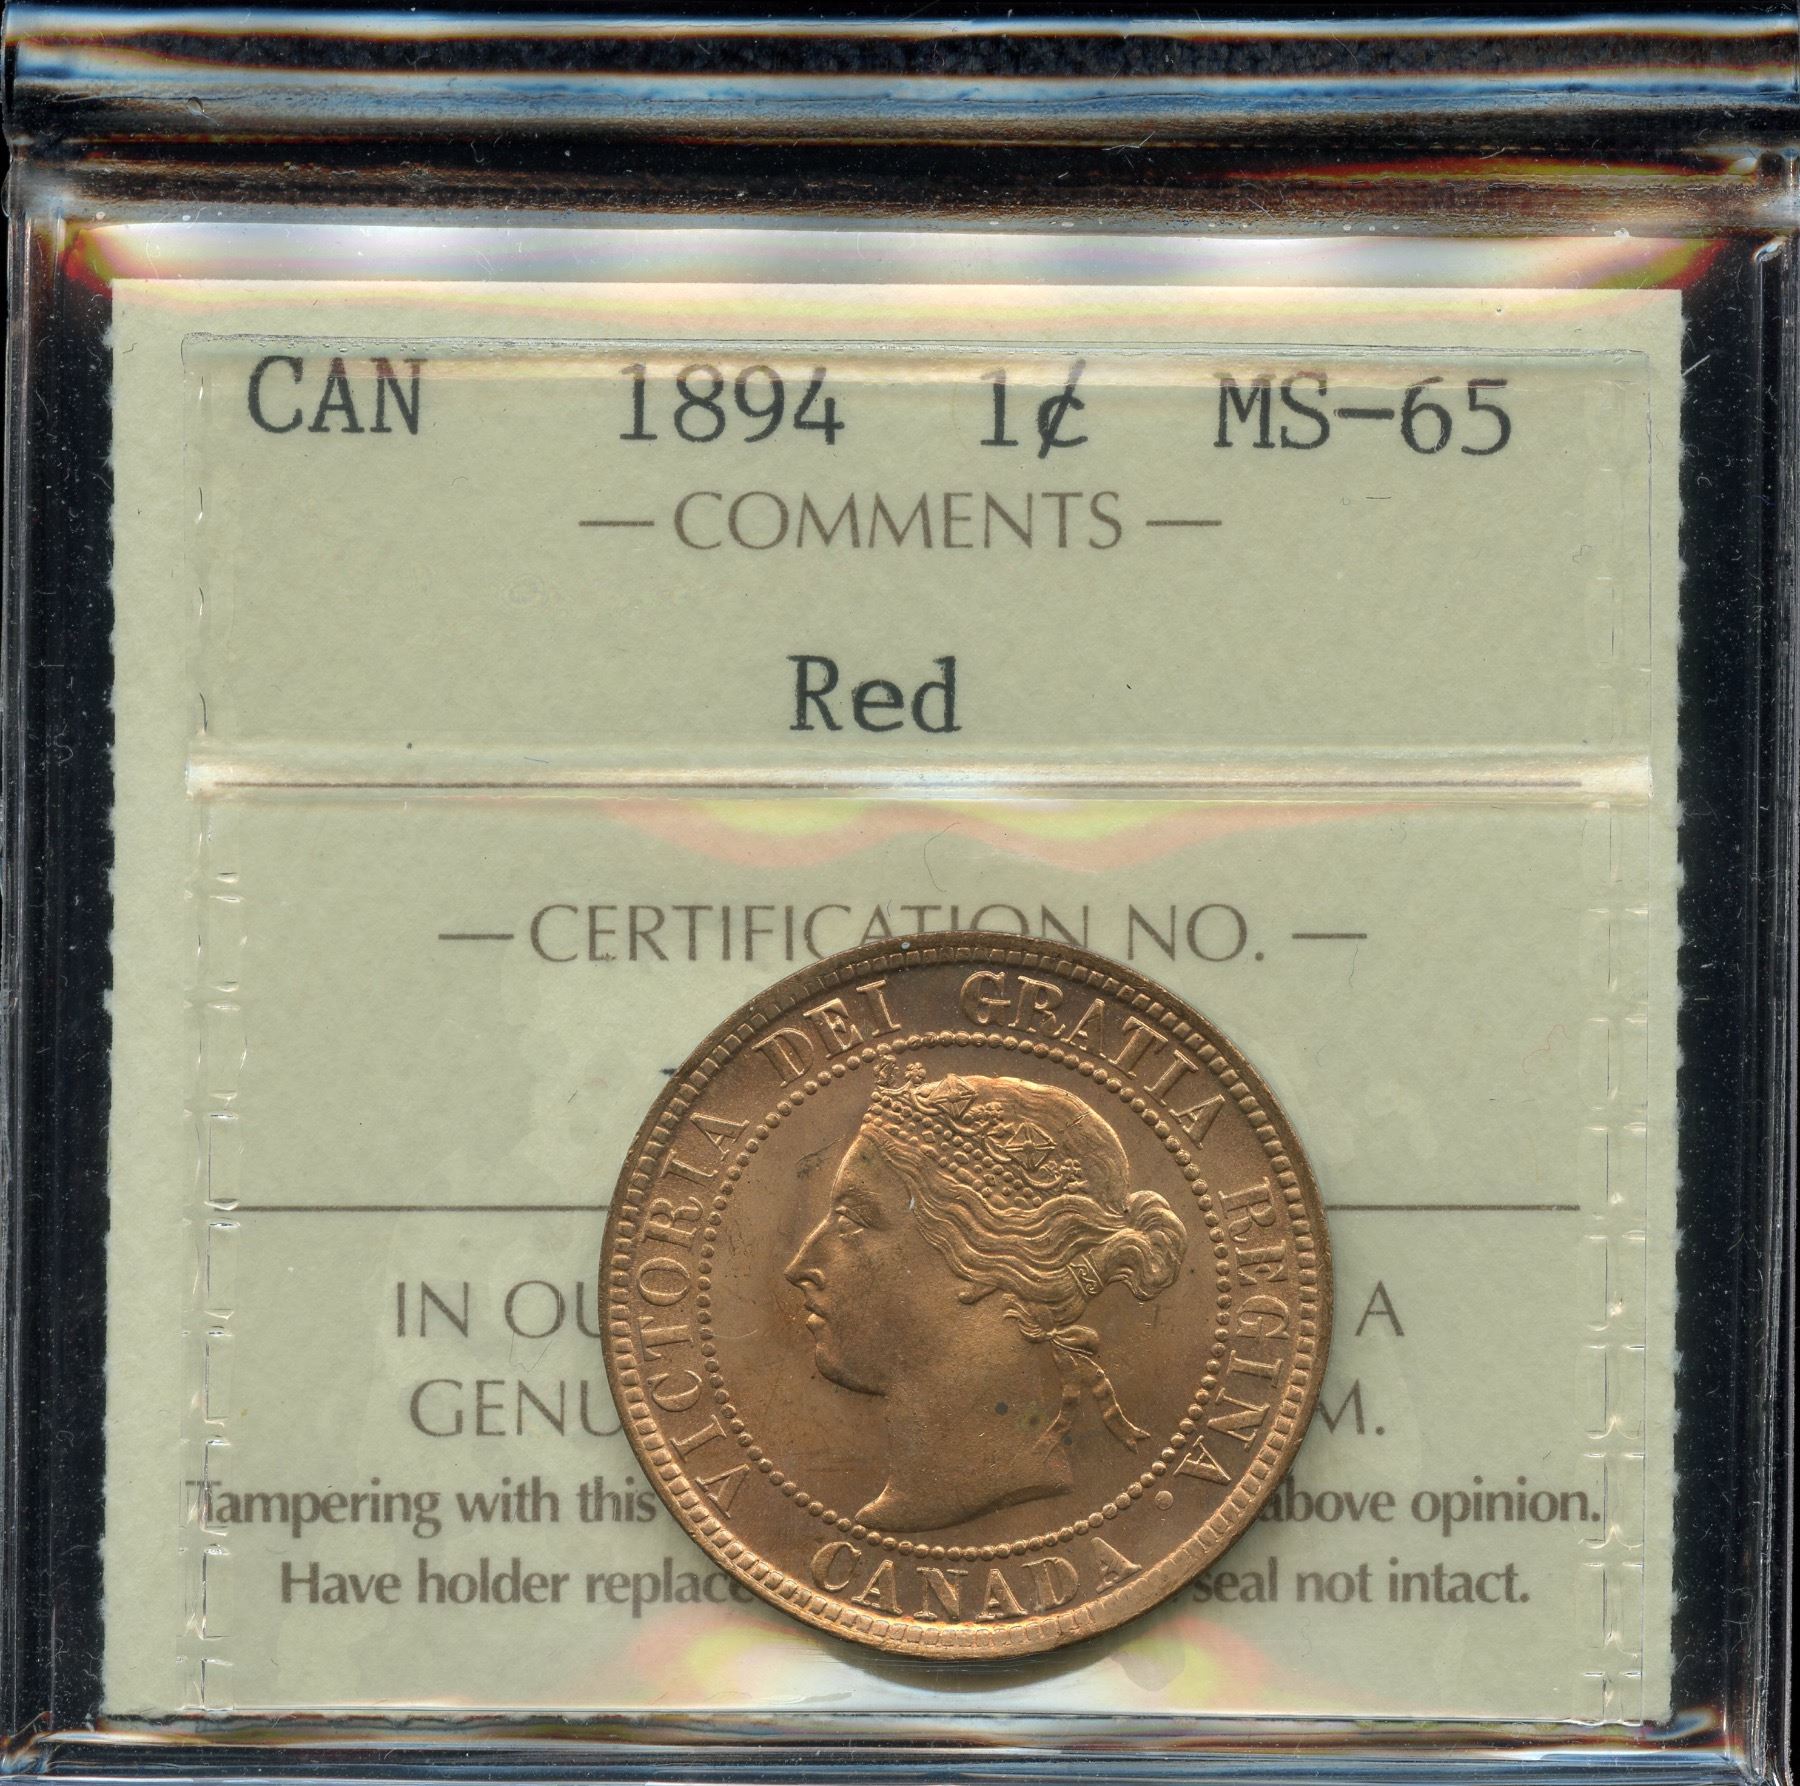 CAN 1894 1¢ MS-65
— COMMENTS —
Red
— CERTIFICATION NO. —
VICTORIA DEI GRATIA REGINA.
CANADA
IN OU A
GENU M.
Tampering with this above opinion.
Have holder replace seal not intact.